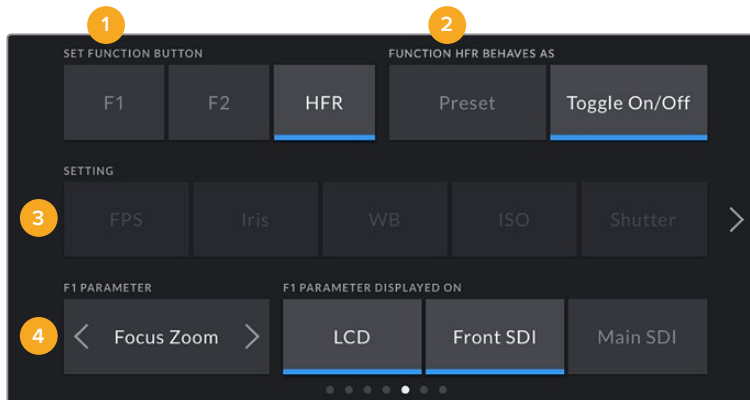 1
2
SET FUNCTION BUTTON
FUNCTION HFR BEHAVES AS
F1
F2
HFR
Preset
Toggle On/Off
SETTING
3
FPS
Iris
WB
ISO
Shutter
F1 PARAMETER
F1 PARAMETER DISPLAYED ON
4
Focus Zoom
LCD
Front SDI
Main SDI